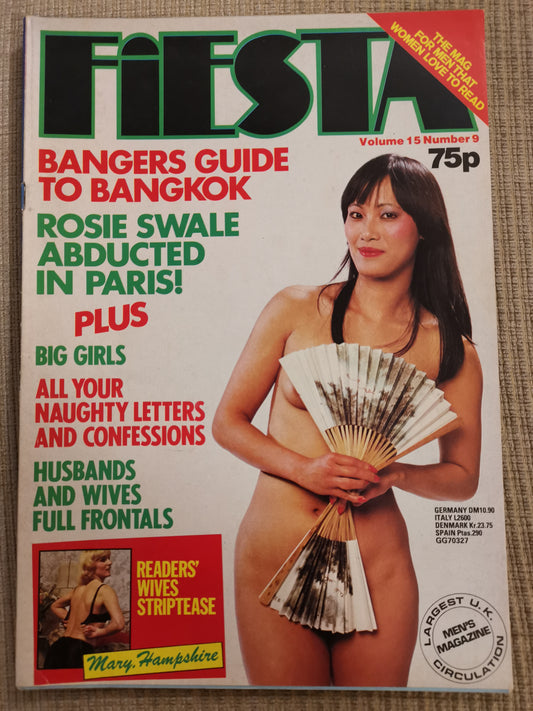 FiESTA
THE MAG
FOR MEN THAT
WOMEN LOVE TO READ
Volume 15 Number 9
75p
BANGERS GUIDE
TO BANGKOK
ROSIE SWALE
ABDUCTED
IN PARIS!
PLUS
BIG GIRLS
ALL YOUR
NAUGHTY LETTERS
AND CONFESSIONS
HUSBANDS
AND WIVES
FULL FRONTALS
READERS'
WIVES
STRIPTEASE
Mary, Hampshire
GERMANY DM10.90
ITALY L2600
DENMARK Kr.23.75
SPAIN Ptas.290
GG70327
LARGEST U.K.
MEN'S
MAGAZINE
CIRCULATION